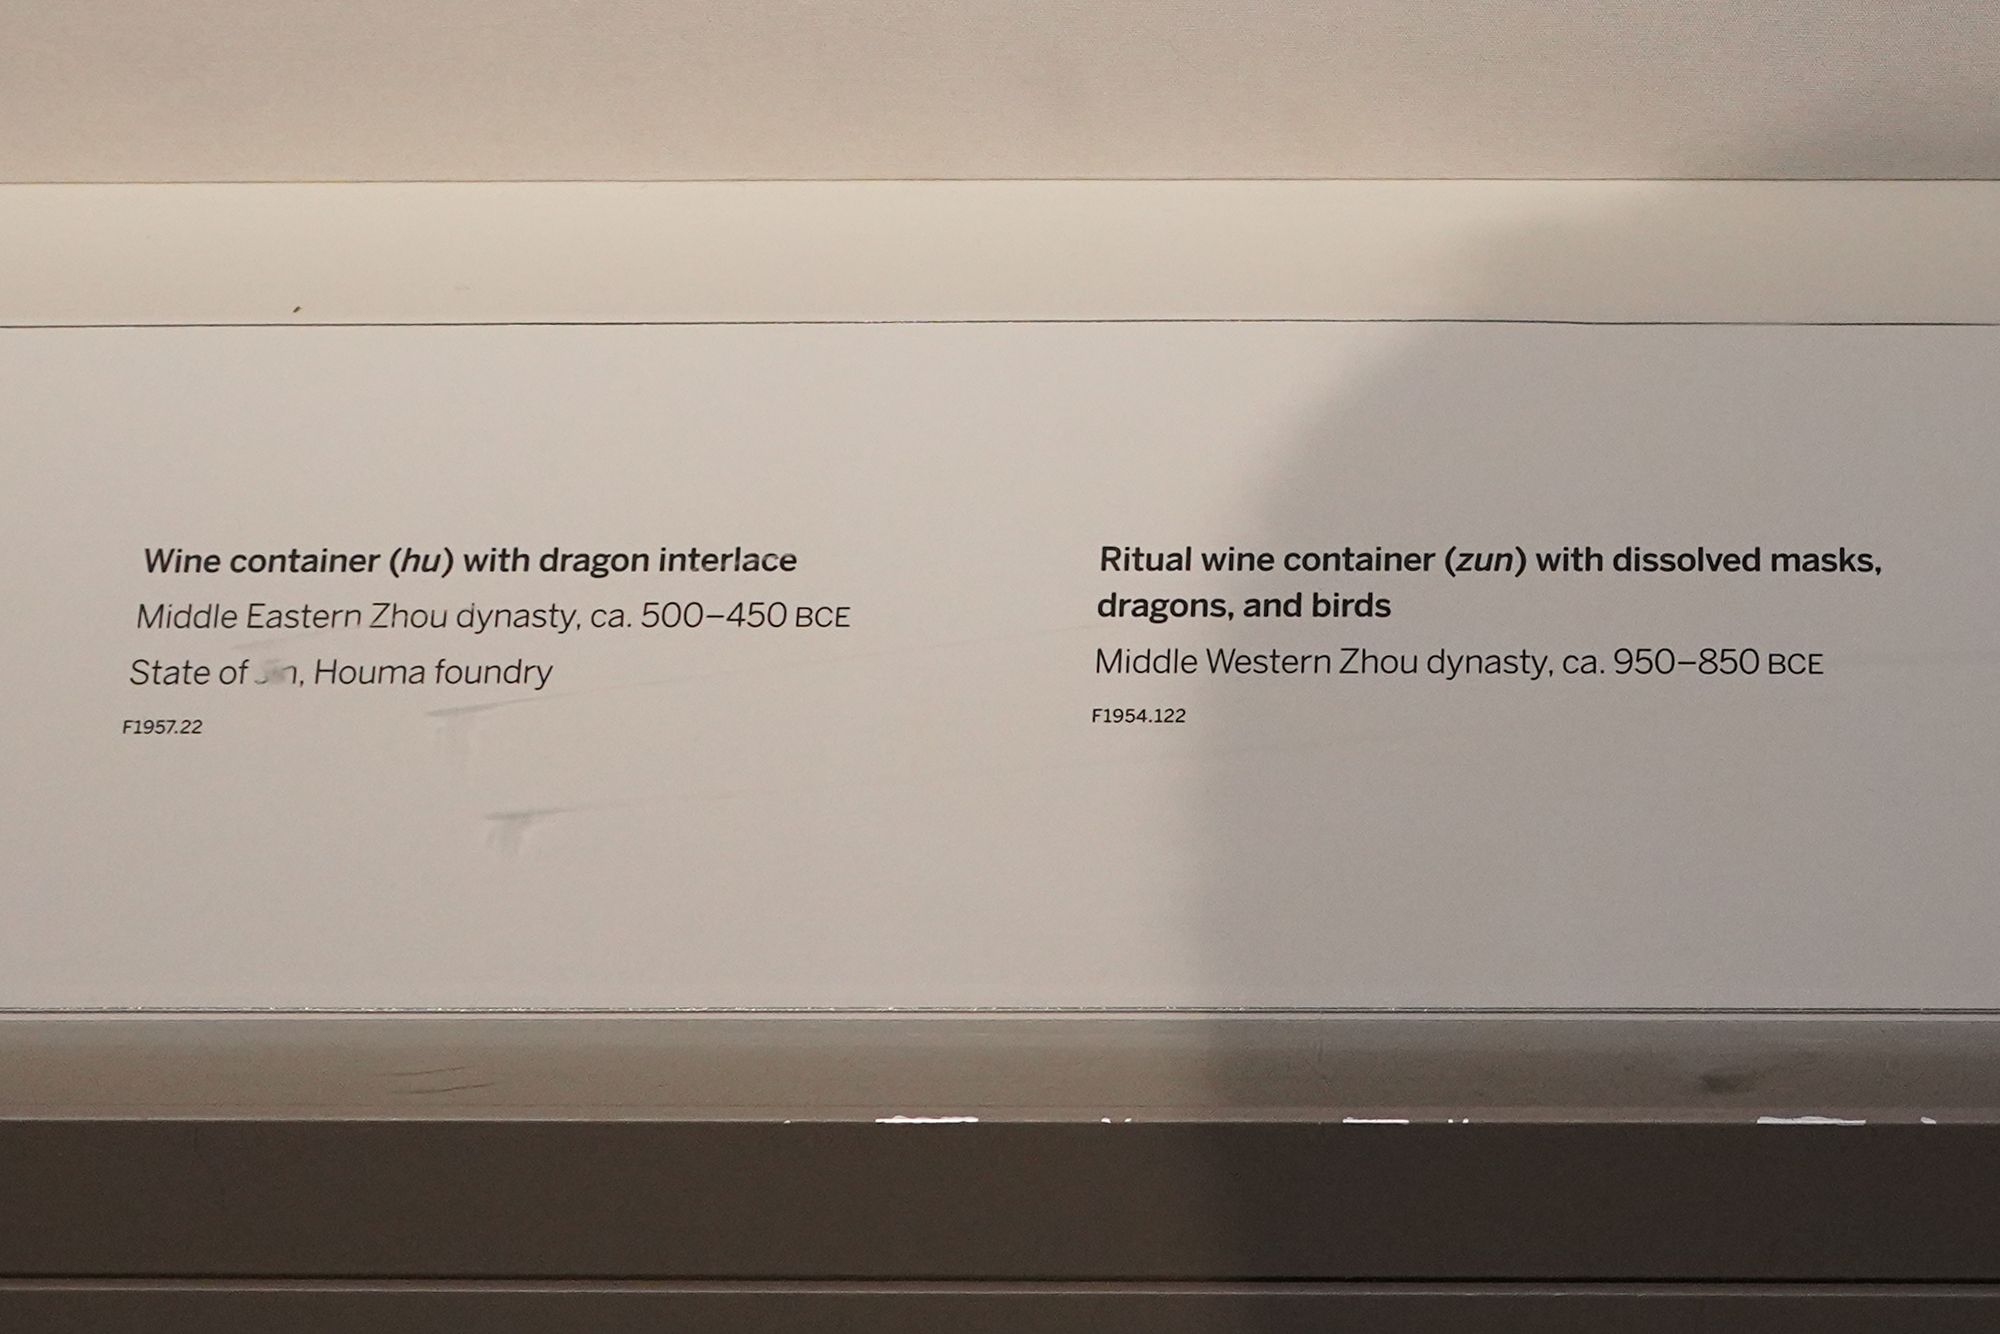 Wine container (hu) with dragon interlace
Middle Eastern Zhou dynasty, ca. 500–450 BCE
State of Houma foundry
F1957.22
Ritual wine container (zun) with dissolved masks,
dragons, and birds
Middle Western Zhou dynasty, ca. 950–850 BCE
F1954.122